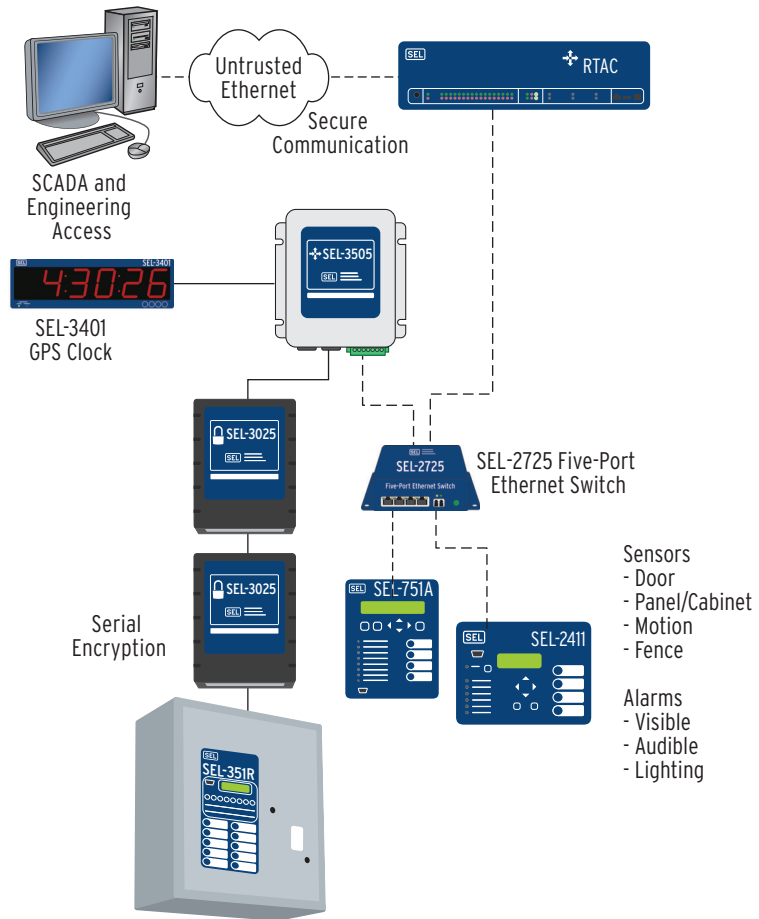 SEL
RTAC
Untrusted
Ethernet
Secure
Communication
SCADA and
Engineering
Access
SEL-3505
SEL
SEL
SEL-3401
4:30:26
SEL-3401
GPS Clock
SEL-3025
SEL
SEL
SEL-2725
Five-Port Ethernet Switch
SEL-2725 Five-Port
Ethernet Switch
SEL-3025
SEL
Serial
Encryption
SEL
SEL-751A
SEL
SEL-2411
Sensors
- Door
- Panel/Cabinet
- Motion
- Fence
Alarms
- Visible
- Audible
- Lighting
SEL
SEL-351R